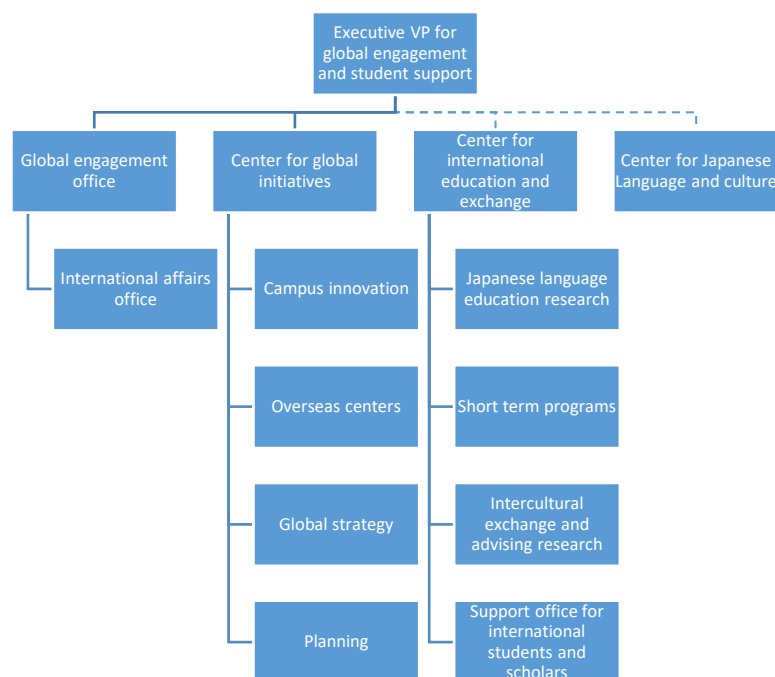 Executive VP for
global engagement
and student support
Global engagement
office
Center for global
initiatives
Center for
international
education and
exchange
Center for Japanese
Language and culture
International affairs
office
Campus innovation
Overseas centers
Global strategy
Planning
Japanese language
education research
Short term programs
Intercultural
exchange and
advising research
Support office for
international
students and
scholars